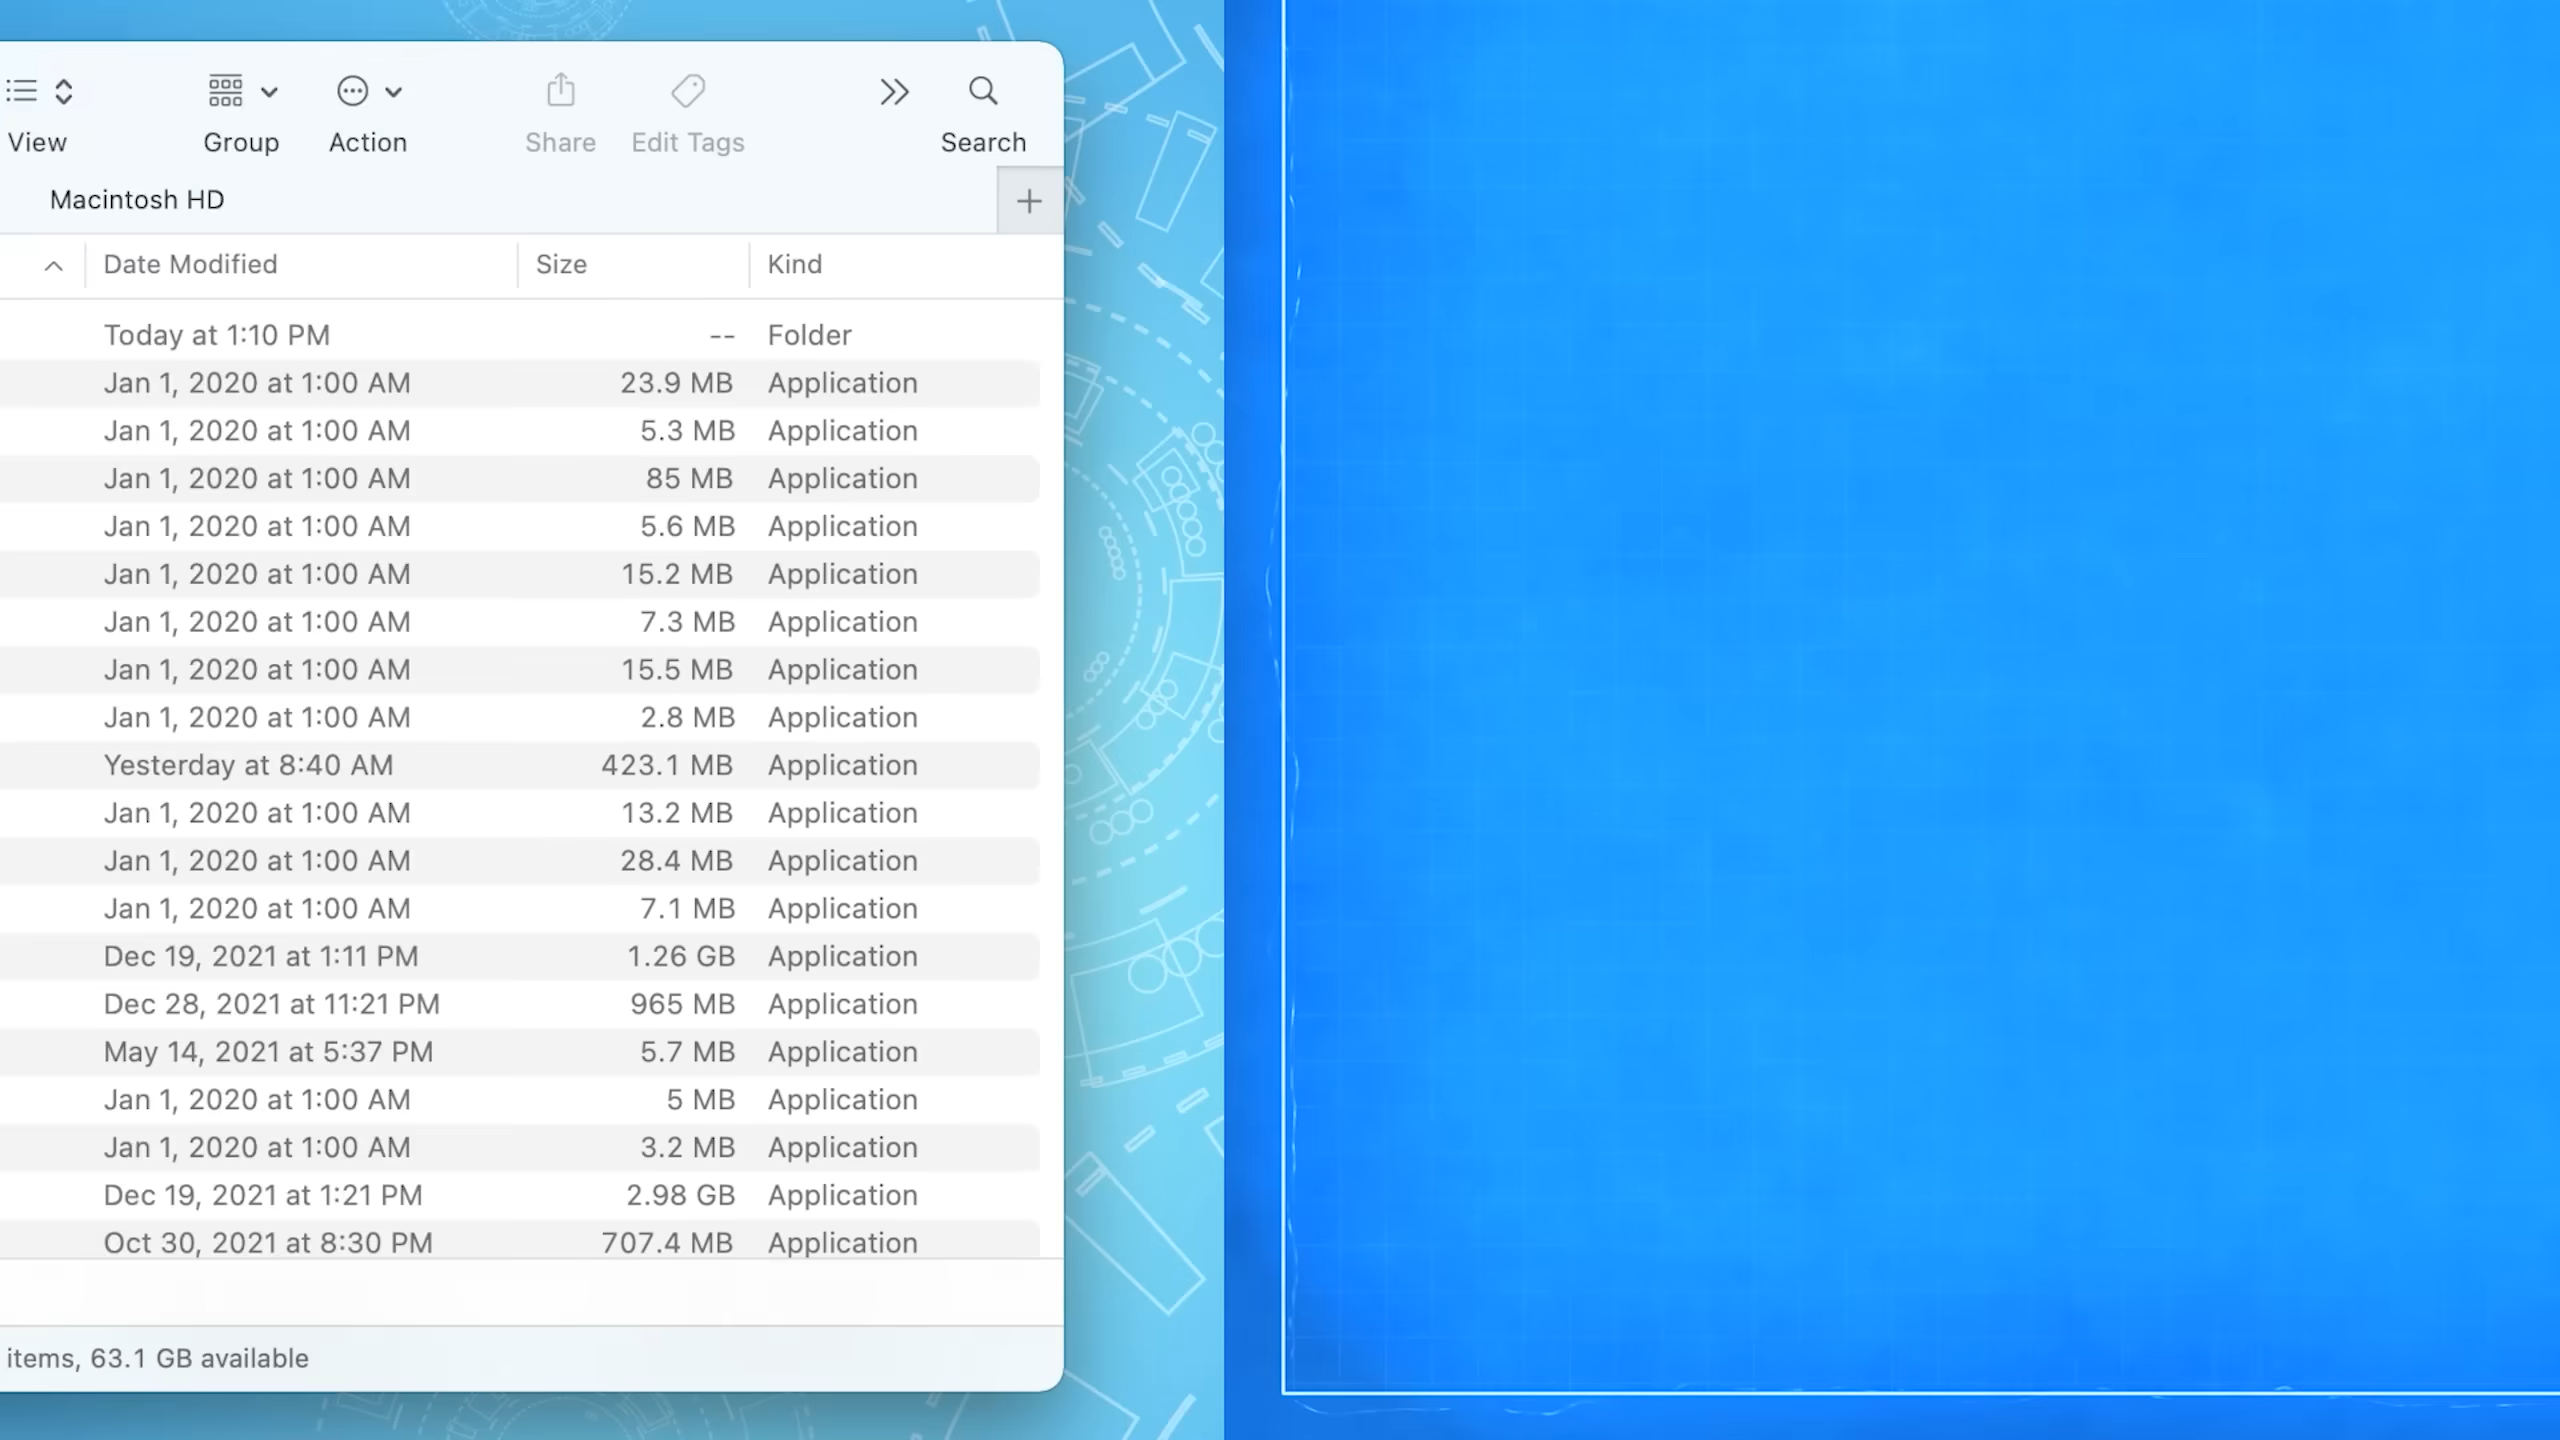 View Group Action Share Edit Tags Search
Macintosh HD
Date Modified Size Kind
Today at 1:10 PM -- Folder
Jan 1, 2020 at 1:00 AM 23.9 MB Application
Jan 1, 2020 at 1:00 AM 5.3 MB Application
Jan 1, 2020 at 1:00 AM 85 MB Application
Jan 1, 2020 at 1:00 AM 5.6 MB Application
Jan 1, 2020 at 1:00 AM 15.2 MB Application
Jan 1, 2020 at 1:00 AM 7.3 MB Application
Jan 1, 2020 at 1:00 AM 15.5 MB Application
Jan 1, 2020 at 1:00 AM 2.8 MB Application
Yesterday at 8:40 AM 423.1 MB Application
Jan 1, 2020 at 1:00 AM 13.2 MB Application
Jan 1, 2020 at 1:00 AM 28.4 MB Application
Jan 1, 2020 at 1:00 AM 7.1 MB Application
Dec 19, 2021 at 1:11 PM 1.26 GB Application
Dec 28, 2021 at 11:21 PM 965 MB Application
May 14, 2021 at 5:37 PM 5.7 MB Application
Jan 1, 2020 at 1:00 AM 5 MB Application
Jan 1, 2020 at 1:00 AM 3.2 MB Application
Dec 19, 2021 at 1:21 PM 2.98 GB Application
Oct 30, 2021 at 8:30 PM 707.4 MB Application
items, 63.1 GB available